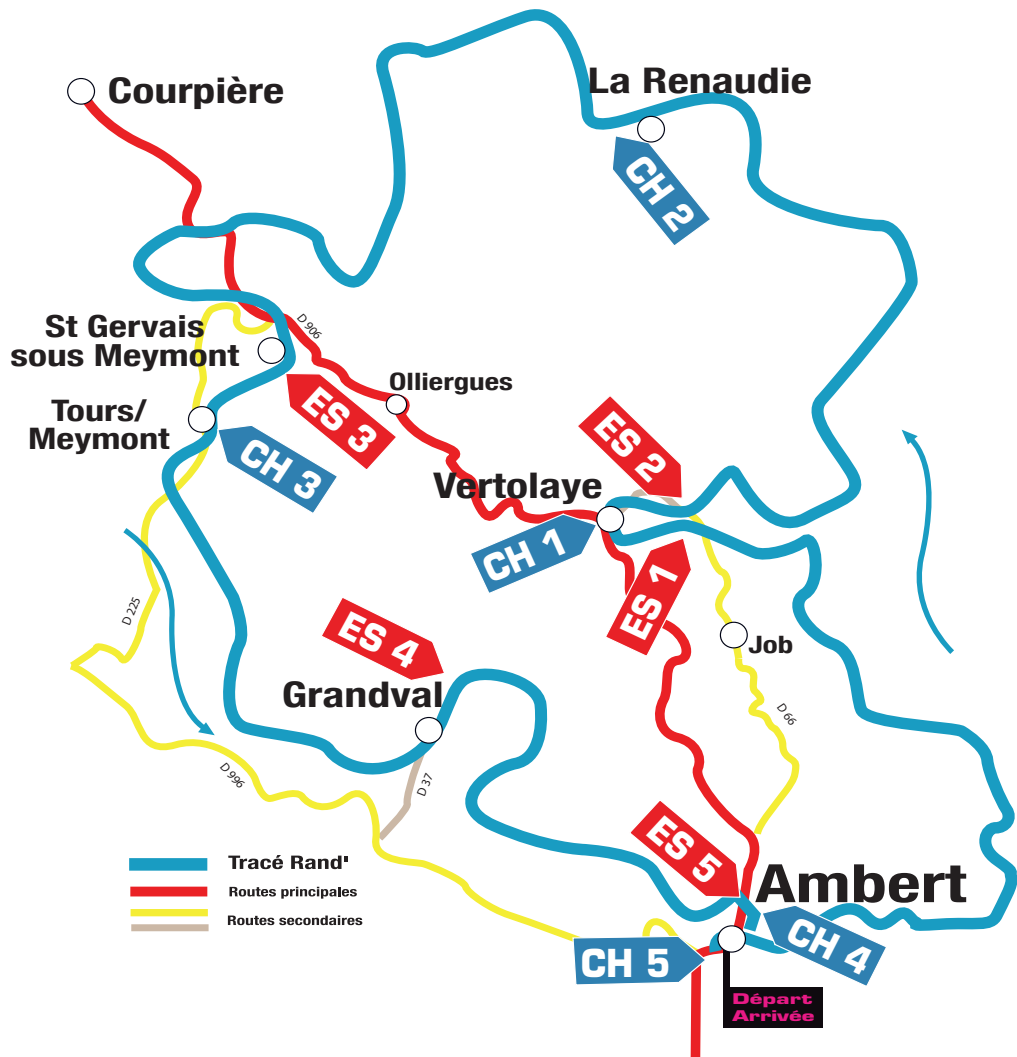 La Renaudie
Courpière
CH 2
St Gervais
sous Meymont
D 906
Olliergues
Tours/
Meymont
ES 3
CH 3
ES 2
Vertolaye
CH 1
ES 1
D 225
ES 4
Job
Grandval
D 66
D 996
D 37
ES 5
Ambert
Tracé Rand'
Routes principales
Routes secondaires
CH 4
CH 5
Départ
Arrivée